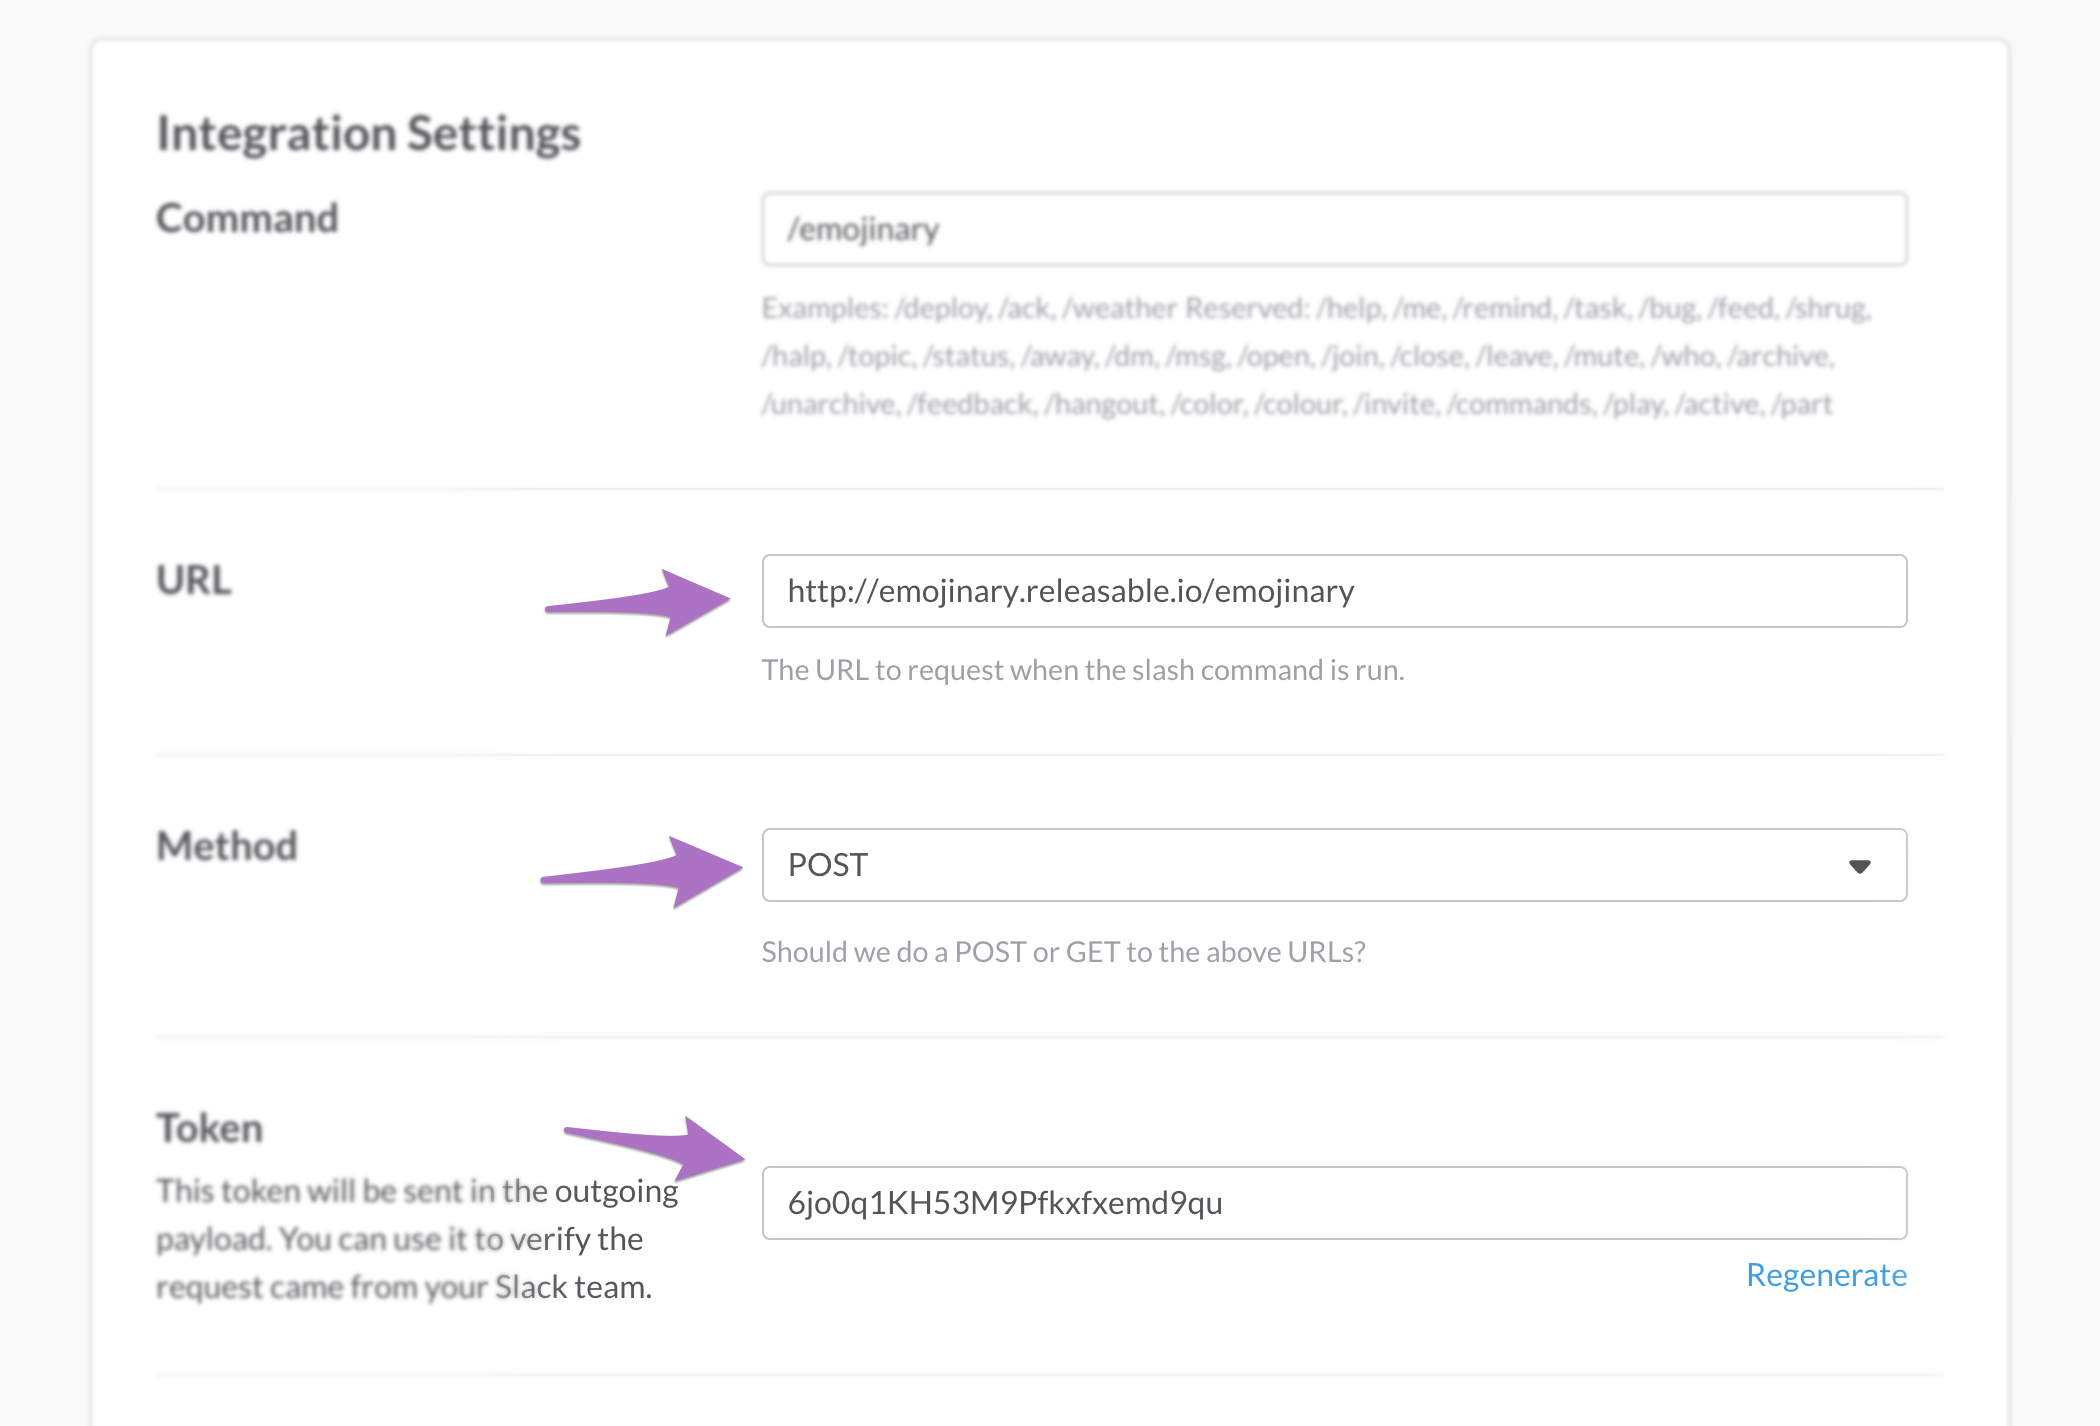 Integration Settings
Command
/emojinary
Examples: /deploy, /ack, /weather Reserved: /help, /me, /remind, /task, /bug, /feed, /shrug,
/halp, /topic, /status, /away, /dm, /msg, /open, /join, /close, /leave, /mute, /who, /archive,
/unarchive, /feedback, /hangout, /color, /colour, /invite, /commands, /play, /active, /part
URL
http://emojinary.releasable.io/emojinary
The URL to request when the slash command is run.
Method
POST
Should we do a POST or GET to the above URLs?
Token
This token will be sent in the outgoing
payload. You can use it to verify the
request came from your Slack team.
6jo0q1KH53M9Pfkxfxemd9qu
Regenerate